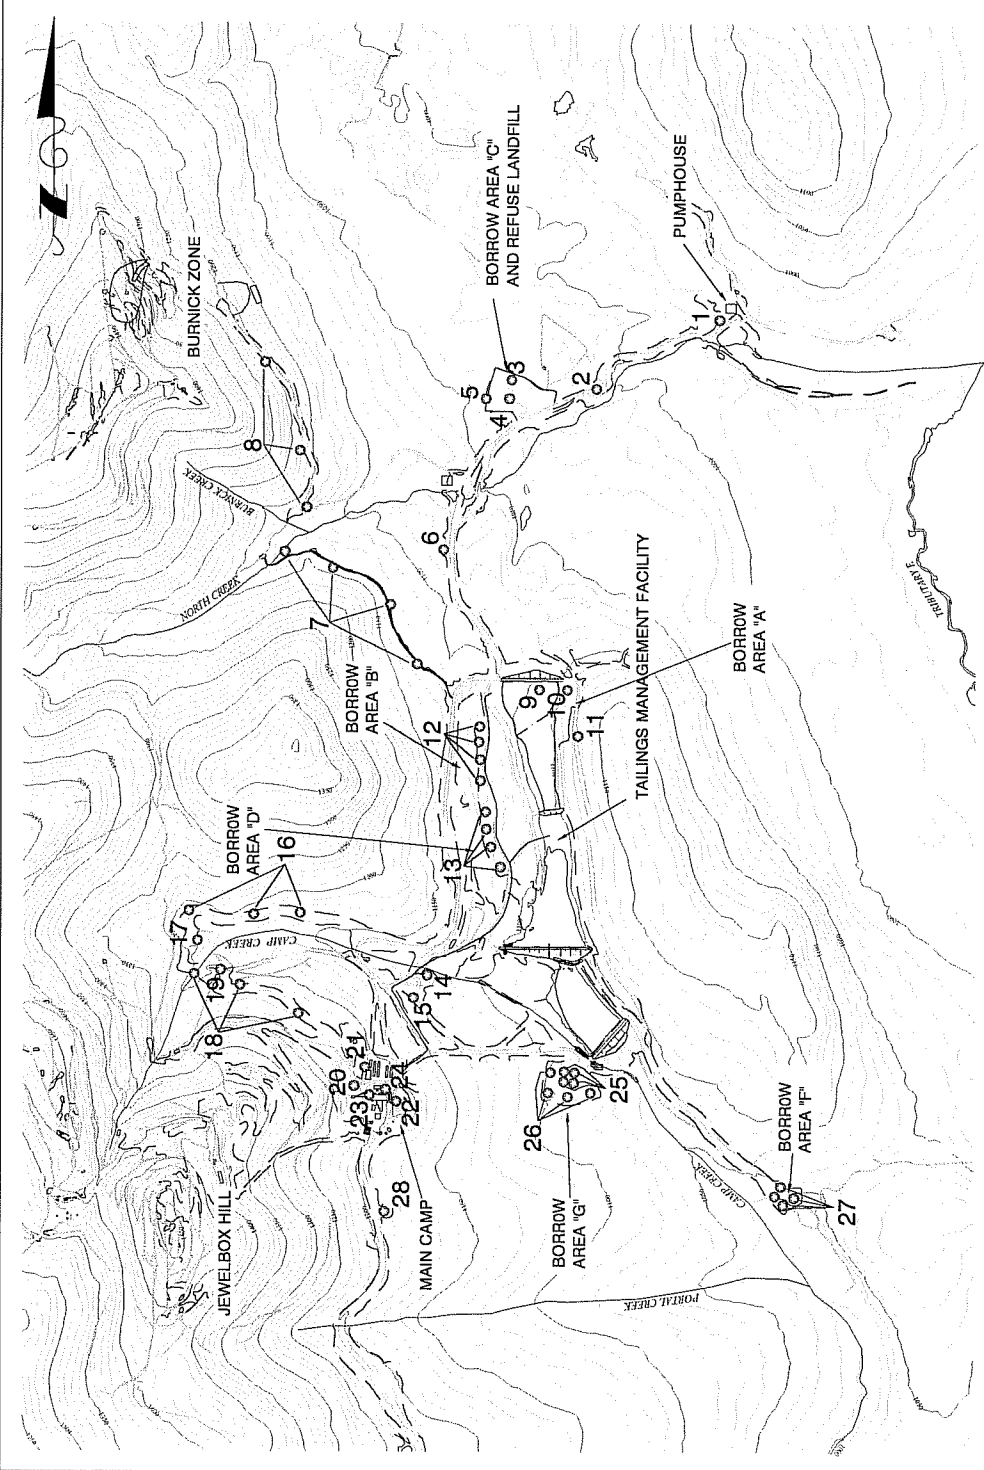 BURNICK ZONE
BORROW AREA "C"
AND REFUSE LANDFILL
PUMPHOUSE
1
2
3
4
5
6
7
8
BURNICK CREEK
NORTH CREEK
BORROW
AREA "B"
TAILINGS MANAGEMENT FACILITY
BORROW
AREA "A"
TRIBUTARY E
9
10
11
12
13
BORROW
AREA "D"
16
17
CAMP CREEK
18
19
14
15
20
21
22
23
24
25
26
BORROW
AREA "G"
BORROW
AREA "F"
27
28
CAMP CREEK
JEWELBOX HILL
MAIN CAMP
PORTAL CREEK